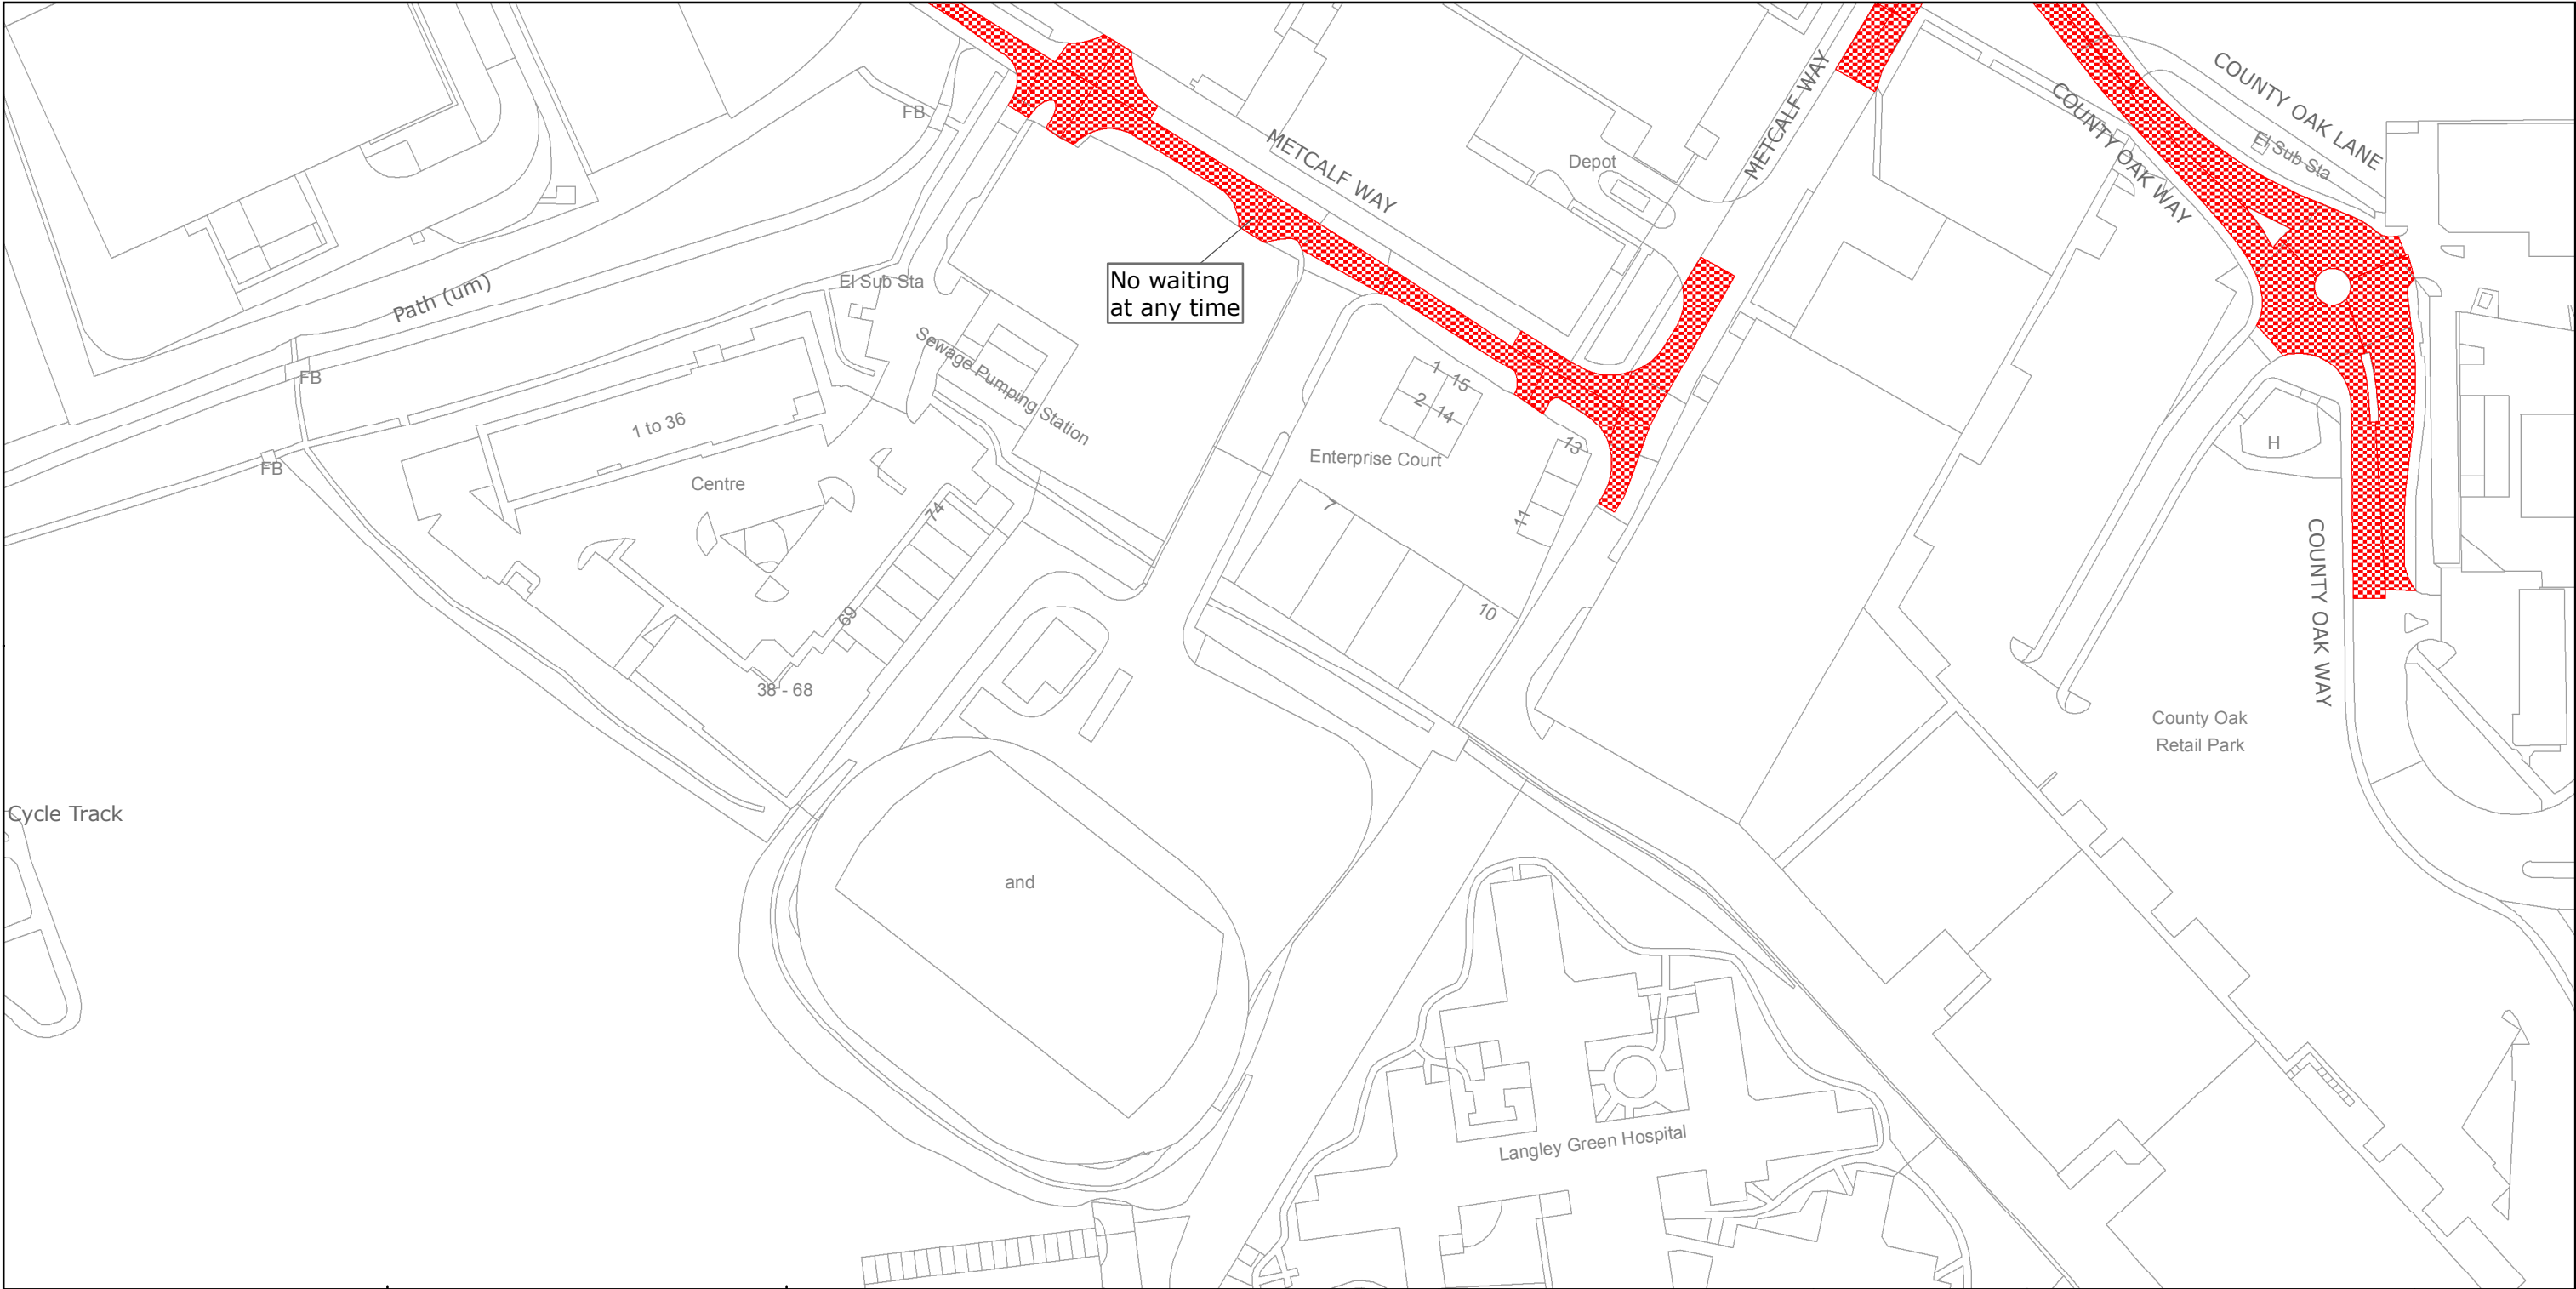 COUNTY OAK LANE
METCALF WAY
COUNTY OAK WAY
FB
METCALF WAY
Depot
El Sub Sta
No waiting
at any time
El Sub Sta
Path (um)
Sewage Pumping Station
FB
1 to 36
FB
Centre
1 15
2 14
Enterprise Court
13
H
7
11
74
69
10
38 - 68
COUNTY OAK WAY
County Oak
Retail Park
Cycle Track
and
Langley Green Hospital